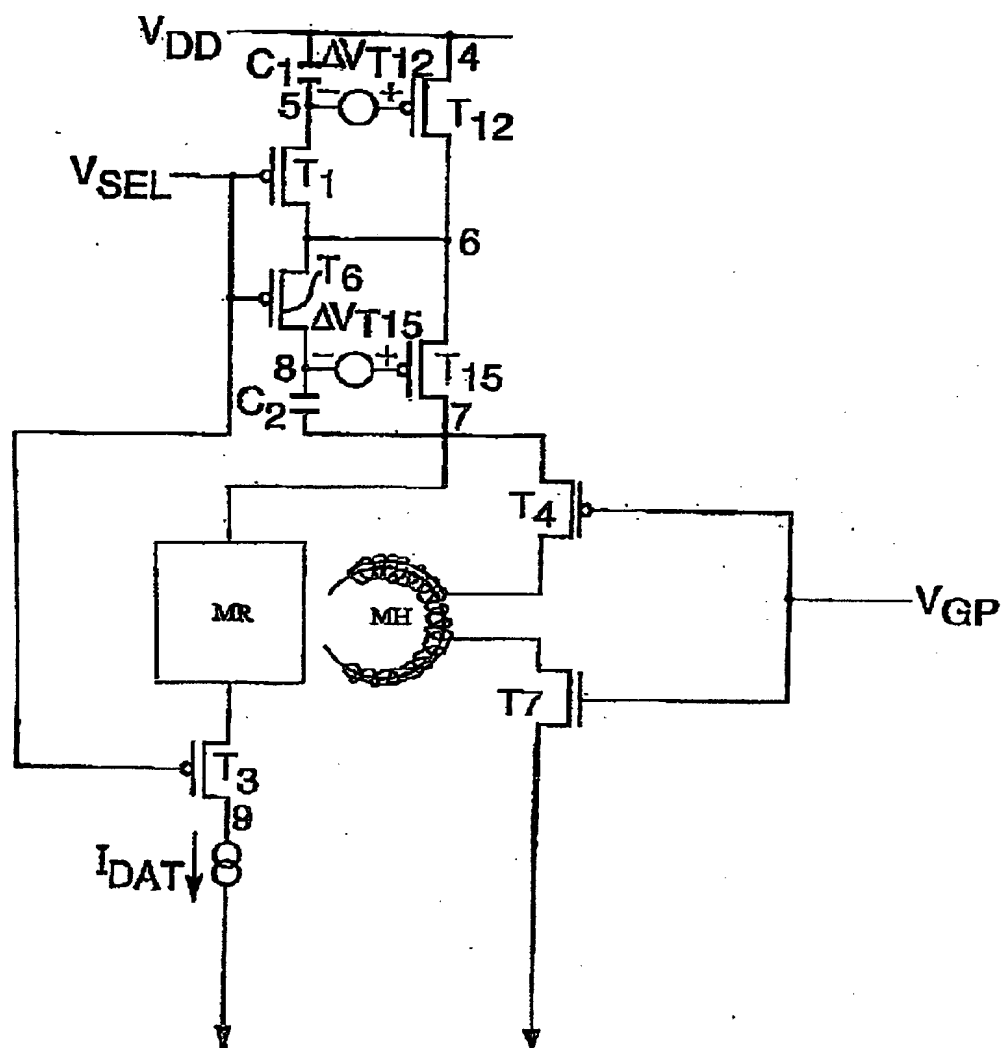 VDD
C1
ΔVT12
4
5
− +
T12
VSEL
T1
6
T6
ΔVT15
8
− +
T15
C2
7
T4
MR
MH
VGP
T7
T3
9
IDAT